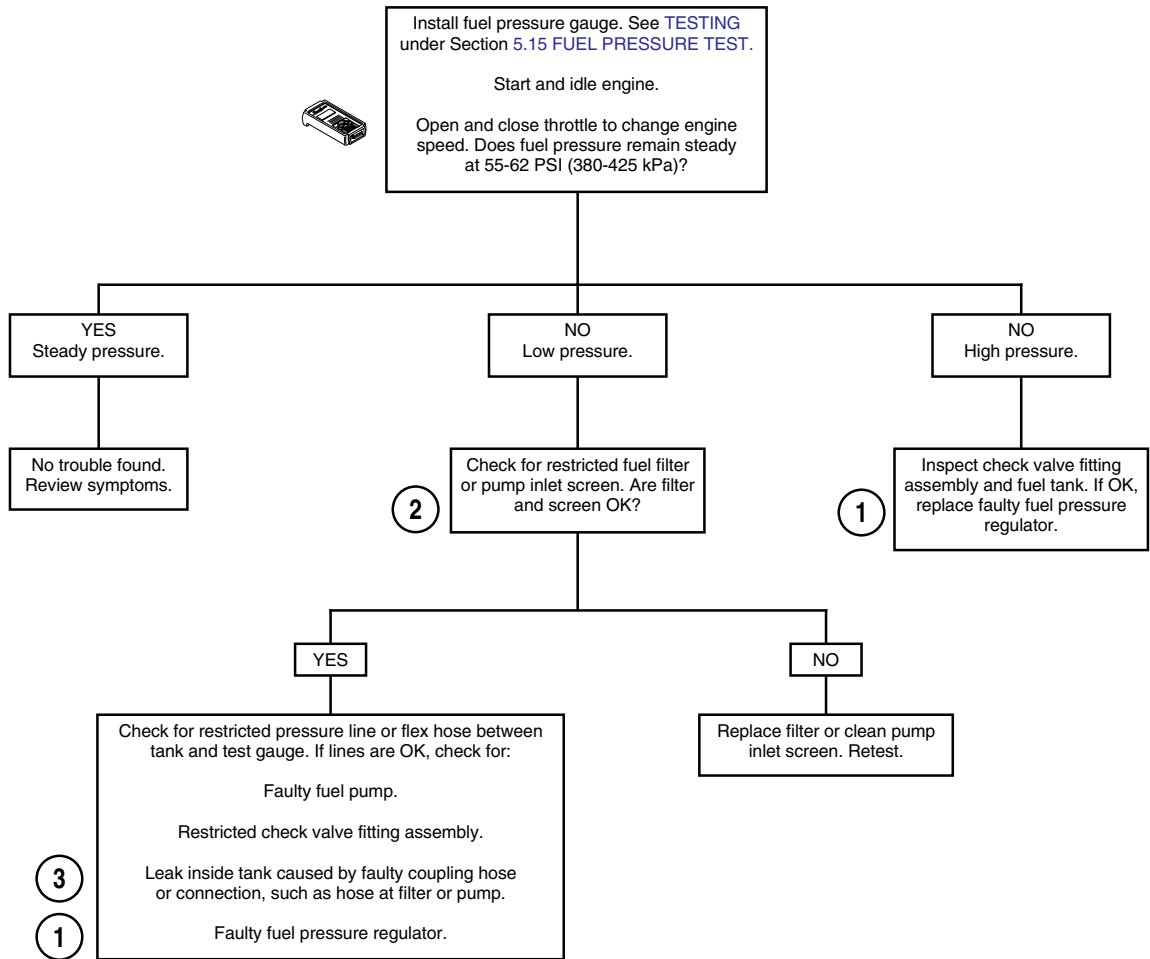 Install fuel pressure gauge. See TESTING
under Section 5.15 FUEL PRESSURE TEST.
Start and idle engine.
Open and close throttle to change engine
speed. Does fuel pressure remain steady
at 55-62 PSI (380-425 kPa)?
YES
Steady pressure.
NO
Low pressure.
NO
High pressure.
No trouble found.
Review symptoms.
2
Check for restricted fuel filter
or pump inlet screen. Are filter
and screen OK?
1
Inspect check valve fitting
assembly and fuel tank. If OK,
replace faulty fuel pressure
regulator.
YES
NO
Check for restricted pressure line or flex hose between
tank and test gauge. If lines are OK, check for:
Faulty fuel pump.
Restricted check valve fitting assembly.
3
Leak inside tank caused by faulty coupling hose
or connection, such as hose at filter or pump.
1
Faulty fuel pressure regulator.
Replace filter or clean pump
inlet screen. Retest.